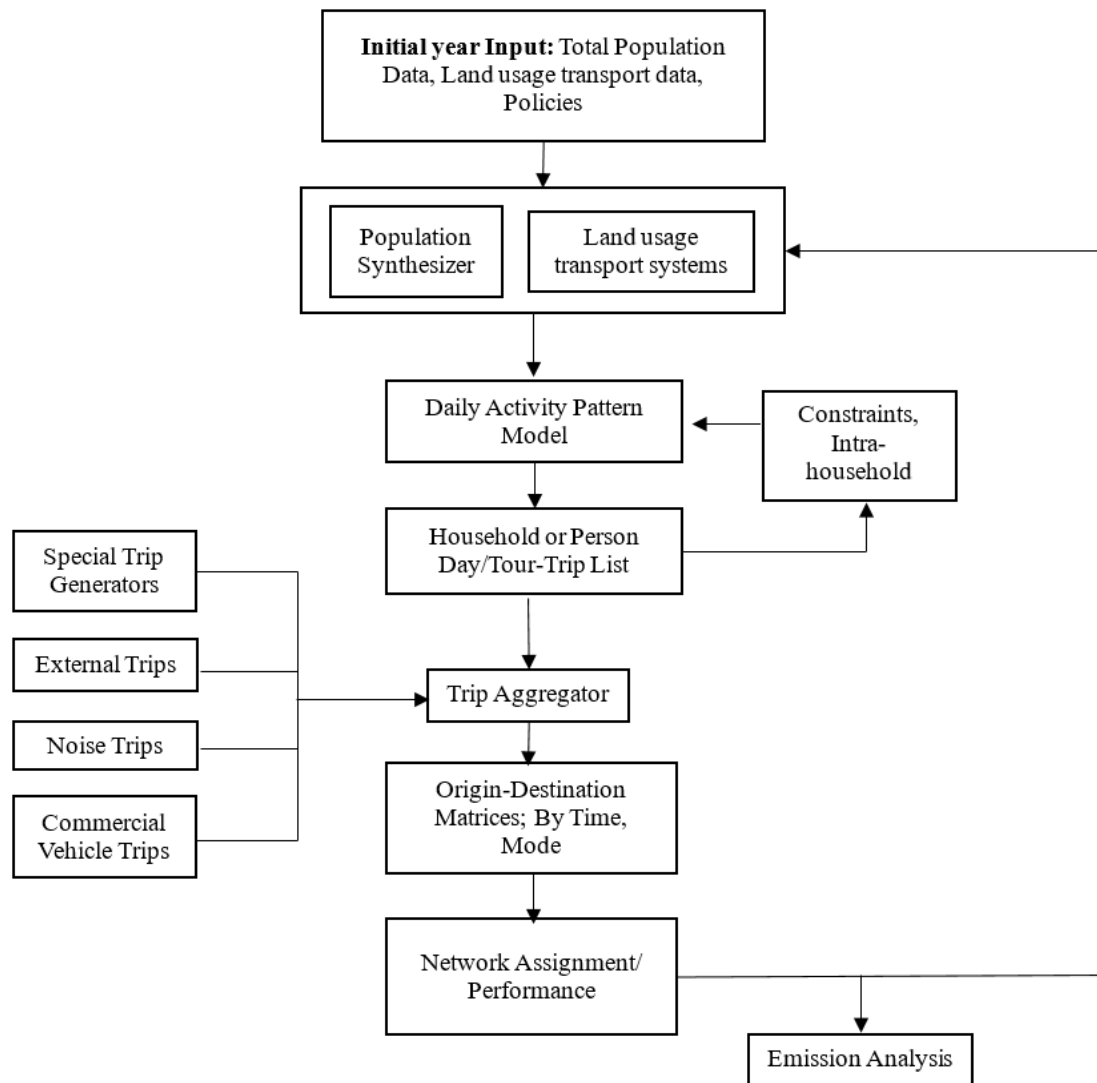 Initial year Input: Total Population
Data, Land usage transport data,
Policies
Population
Synthesizer
Land usage
transport systems
Daily Activity Pattern
Model
Constraints,
Intra-
household
Household or Person
Day/Tour-Trip List
Special Trip
Generators
External Trips
Noise Trips
Commercial
Vehicle Trips
Trip Aggregator
Origin-Destination
Matrices; By Time,
Mode
Network Assignment/
Performance
Emission Analysis